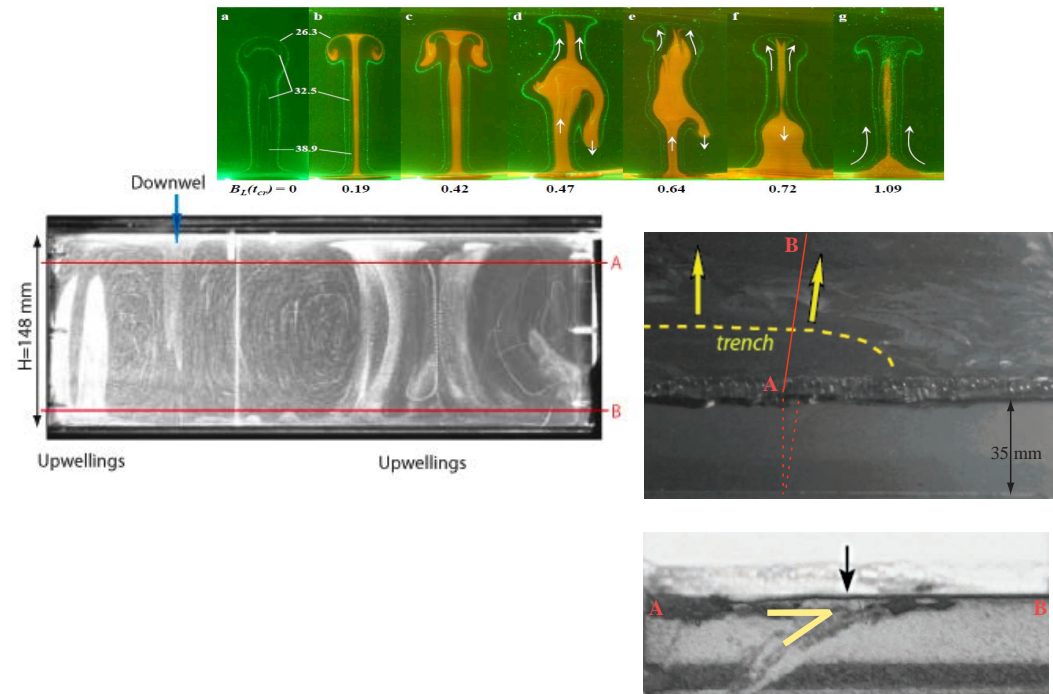 a b c d e f g
26.3
32.5
38.9
B_L(t_cr) = 0 0.19 0.42 0.47 0.64 0.72 1.09
Downwel
H=148 mm
A
B
Upwellings Upwellings
B
trench
A
35 mm
A B